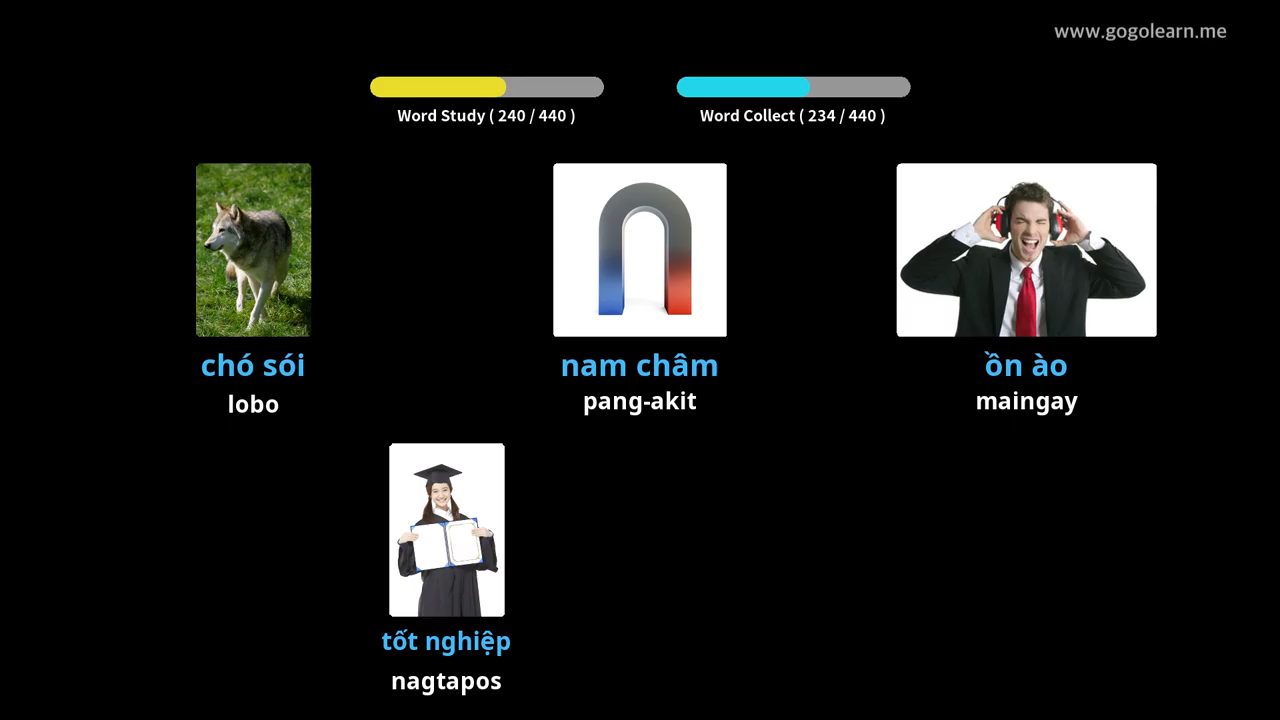 www.gogolearn.me
Word Study ( 240 / 440 )
Word Collect ( 234 / 440 )
chó sói
lobo
nam châm
pang-akit
ồn ào
maingay
tốt nghiệp
nagtapos